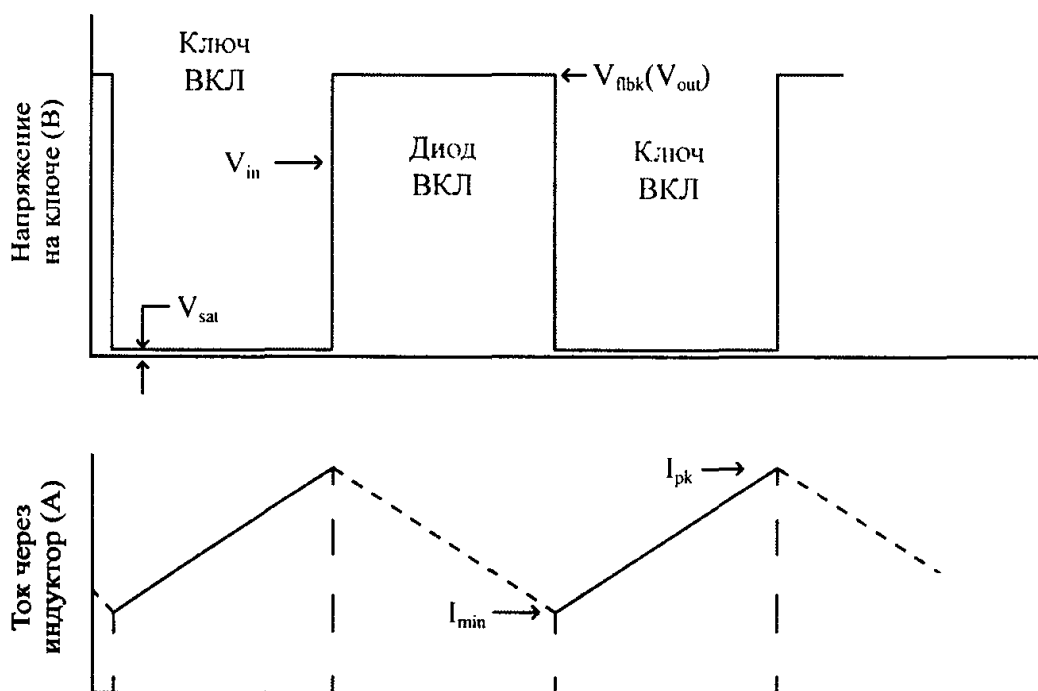 Ключ
ВКЛ
V_flbk(V_out)
V_in
Диод
ВКЛ
Ключ
ВКЛ
V_sat
Напряжение
на ключе (В)
I_pk
I_min
Ток через
индуктор (А)